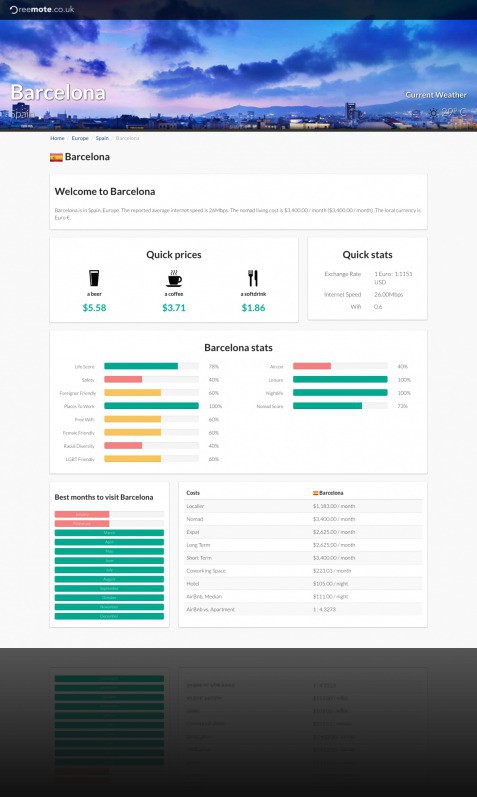 reemote.co.uk
Barcelona
Spain
Current Weather
Home
Europe
Spain
Barcelona
Barcelona
Welcome to Barcelona
Barcelona is in Spain, Europe. The reported average internet speed is 26Mbps. The nomad living cost is $3,400.00 / month ($3,400.00 / month). The local currency is
Euro €.
Quick prices
a beer
a coffee
a softdrink
$5.58
$3.71
$1.86
Quick stats
Exchange Rate 1 Euro : 1.1151
USD
Internet Speed 26.00Mbps
Wifi 0.6
Barcelona stats
Life Score 78%
Safety 40%
Foreigner Friendly 60%
Places To Work 100%
Free WiFi 60%
Female Friendly 60%
Racial Diversity 40%
LGBT Friendly 60%
Aircon 40%
Leisure 100%
Nightlife 100%
Nomad Score 73%
Best months to visit Barcelona
March
April
May
June
July
August
September
October
November
December
Costs Barcelona
Localler $1,183.00 / month
Nomad $3,400.00 / month
Expat $2,625.00 / month
Long Term $2,625.00 / month
Short Term $3,400.00 / month
Coworking Space $223.03 / month
Hotel $105.00 / night
AirBnb, Median $111.00 / night
AirBnb vs. Apartment 1 : 4.3273